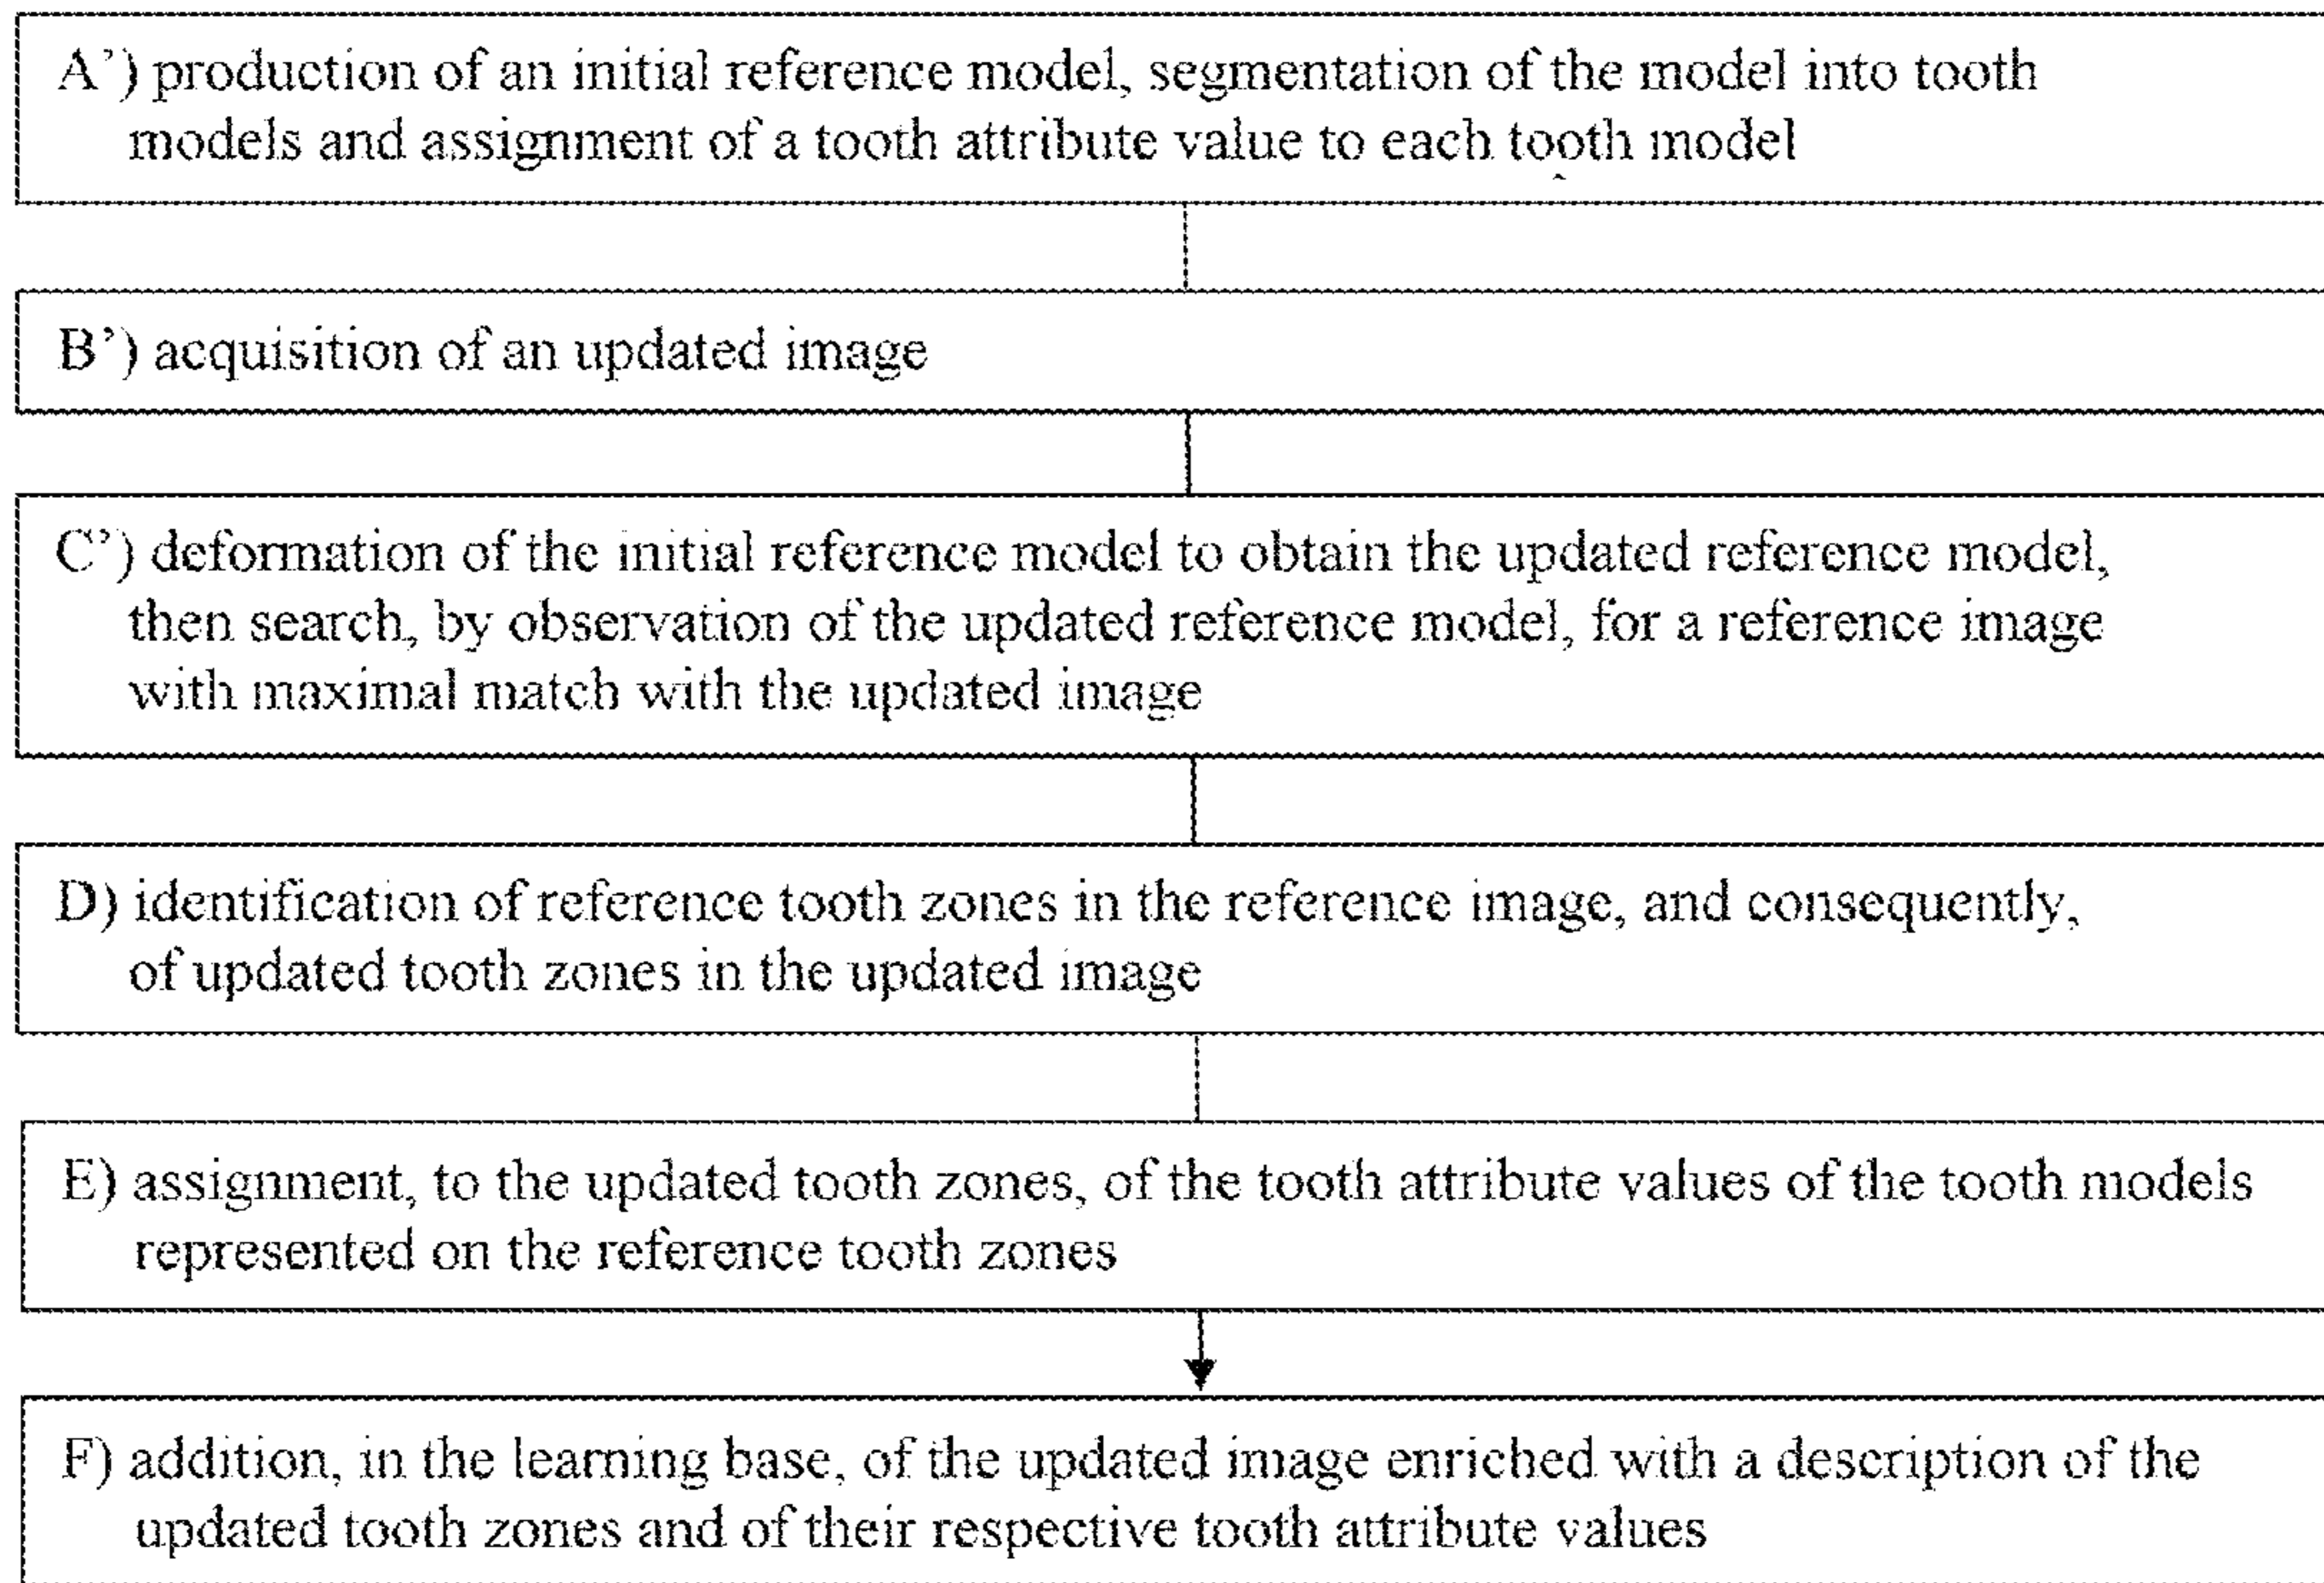 A’) production of an initial reference model, segmentation of the model into tooth
models and assignment of a tooth attribute value to each tooth model
B’) acquisition of an updated image
C’) deformation of the initial reference model to obtain the updated reference model,
then search, by observation of the updated reference model, for a reference image
with maximal match with the updated image
D) identification of reference tooth zones in the reference image, and consequently,
of updated tooth zones in the updated image
E) assignment, to the updated tooth zones, of the tooth attribute values of the tooth models
represented on the reference tooth zones
F) addition, in the learning base, of the updated image enriched with a description of the
updated tooth zones and of their respective tooth attribute values